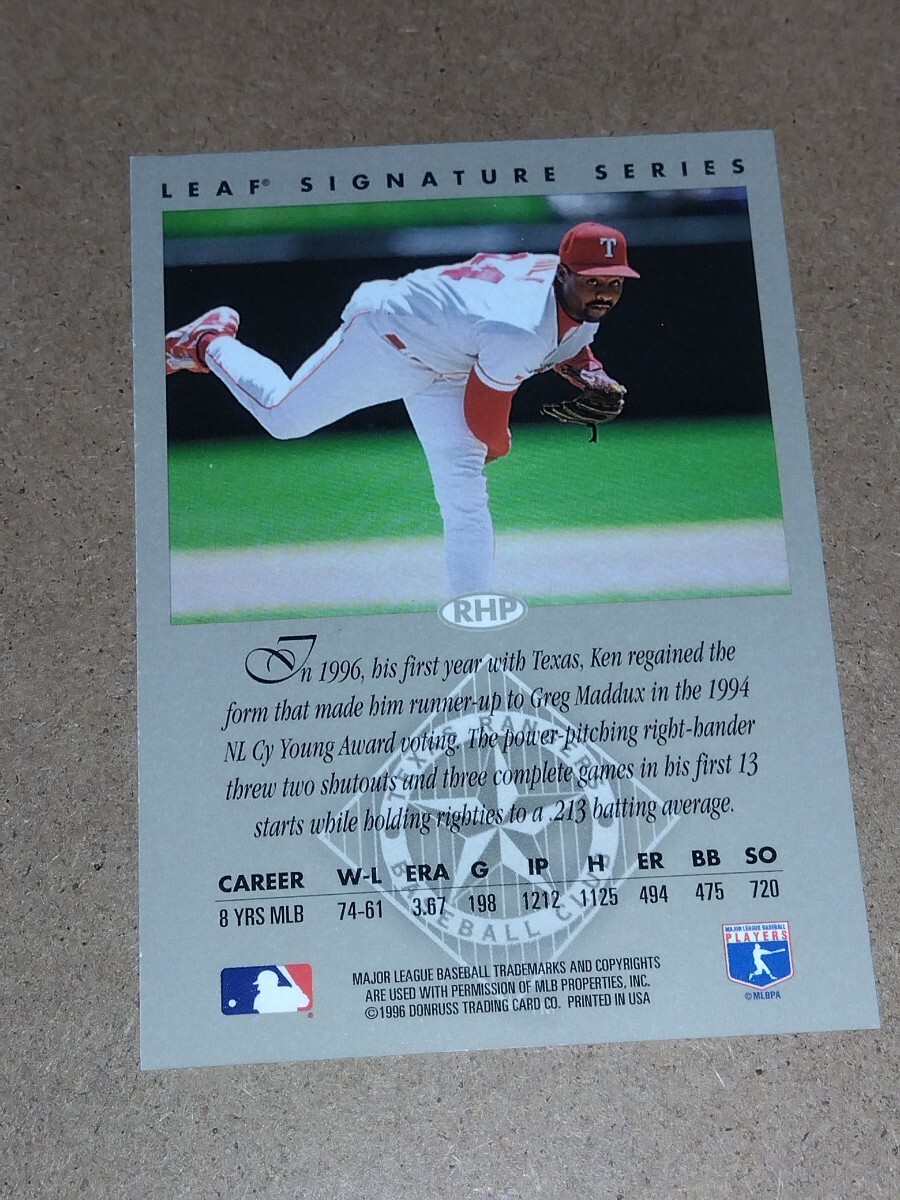 LEAF® SIGNATURE SERIES
T
RHP
In 1996, his first year with Texas, Ken regained the
form that made him runner-up to Greg Maddux in the 1994
NL Cy Young Award voting. The power-pitching right-hander
threw two shutouts and three complete games in his first 13
starts while holding righties to a .213 batting average.
TEXAS RANGERS
BASEBALL CLUB
CAREER W-L ERA G IP H ER BB SO
8 YRS MLB 74-61 3.67 198 1212 1125 494 475 720
MAJOR LEAGUE BASEBALL TRADEMARKS AND COPYRIGHTS
ARE USED WITH PERMISSION OF MLB PROPERTIES, INC.
©1996 DONRUSS TRADING CARD CO. PRINTED IN USA
MAJOR LEAGUE BASEBALL
PLAYERS
©MLBPA